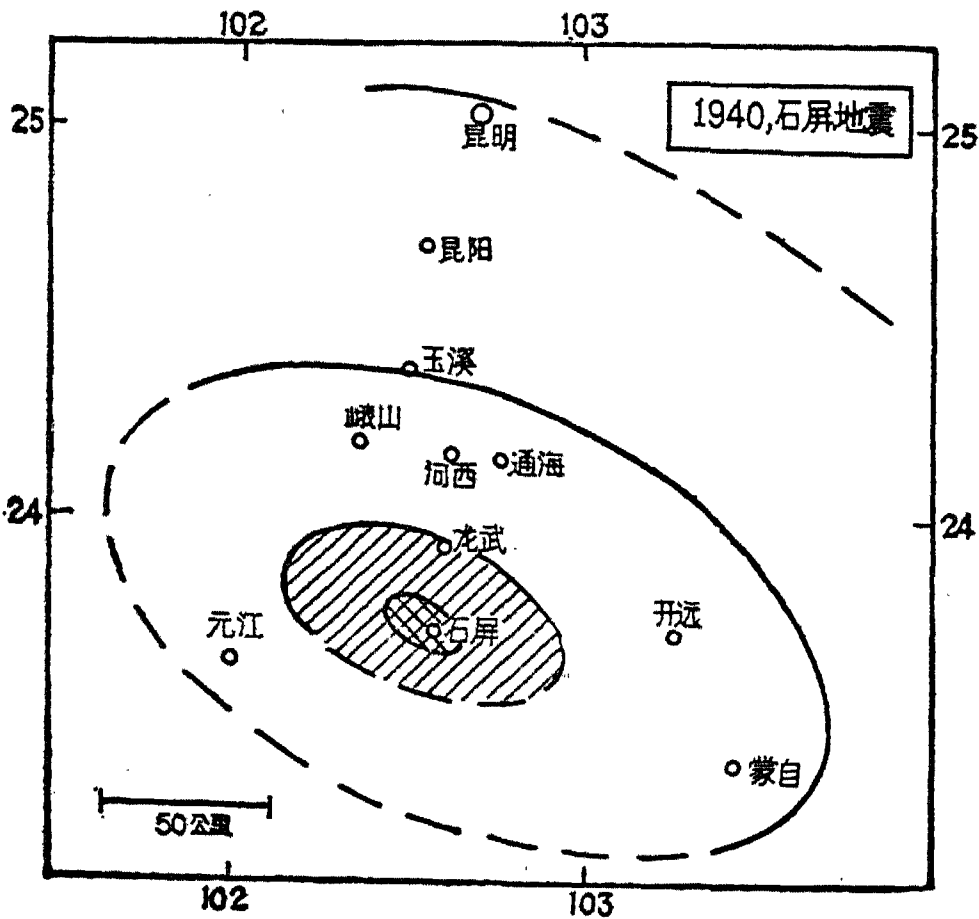 102
103
25
1940,石屏地震
25
昆明
昆阳
玉溪
峨山
河西
通海
24
24
龙武
元江
石屏
开远
蒙自
50公里
102
103